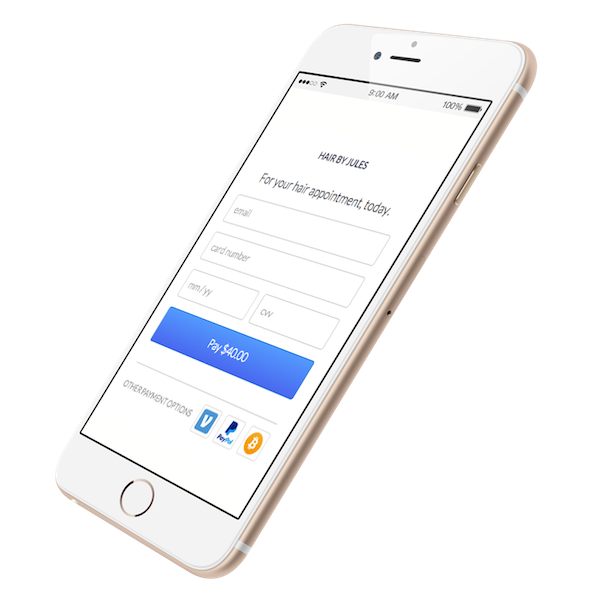 9:00 AM
100%
HAIR BY JULES
For your hair appointment, today.
email
card number
mm / yy
cvv
Pay $40.00
OTHER PAYMENT OPTIONS
PayPal